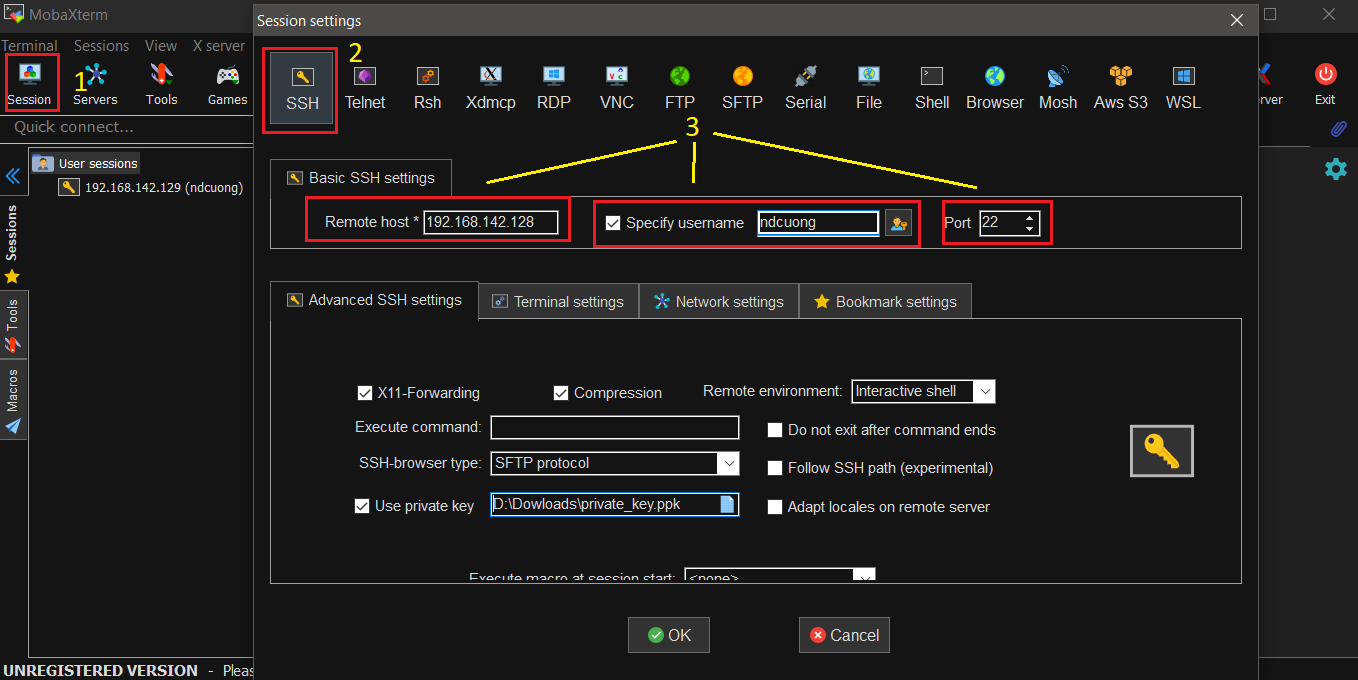 MobaXterm
Session settings
Terminal Sessions View X server
Session
1
Servers
Tools
Games
2
SSH
Telnet
Rsh
Xdmcp
RDP
VNC
FTP
SFTP
Serial
File
Shell
Browser
Mosh
Aws S3
WSL
erver
Exit
Quick connect...
3
User sessions
192.168.142.129 (ndcuong)
Sessions
Tools
Macros
Basic SSH settings
Remote host * 192.168.142.128
Specify username ndcuong
Port 22
Advanced SSH settings
Terminal settings
Network settings
Bookmark settings
X11-Forwarding
Compression
Remote environment: Interactive shell
Execute command:
Do not exit after command ends
SSH-browser type: SFTP protocol
Follow SSH path (experimental)
Use private key D:\Dowloads\private_key.ppk
Adapt locales on remote server
Execute macro at session start: <none>
OK
Cancel
UNREGISTERED VERSION - Pleas